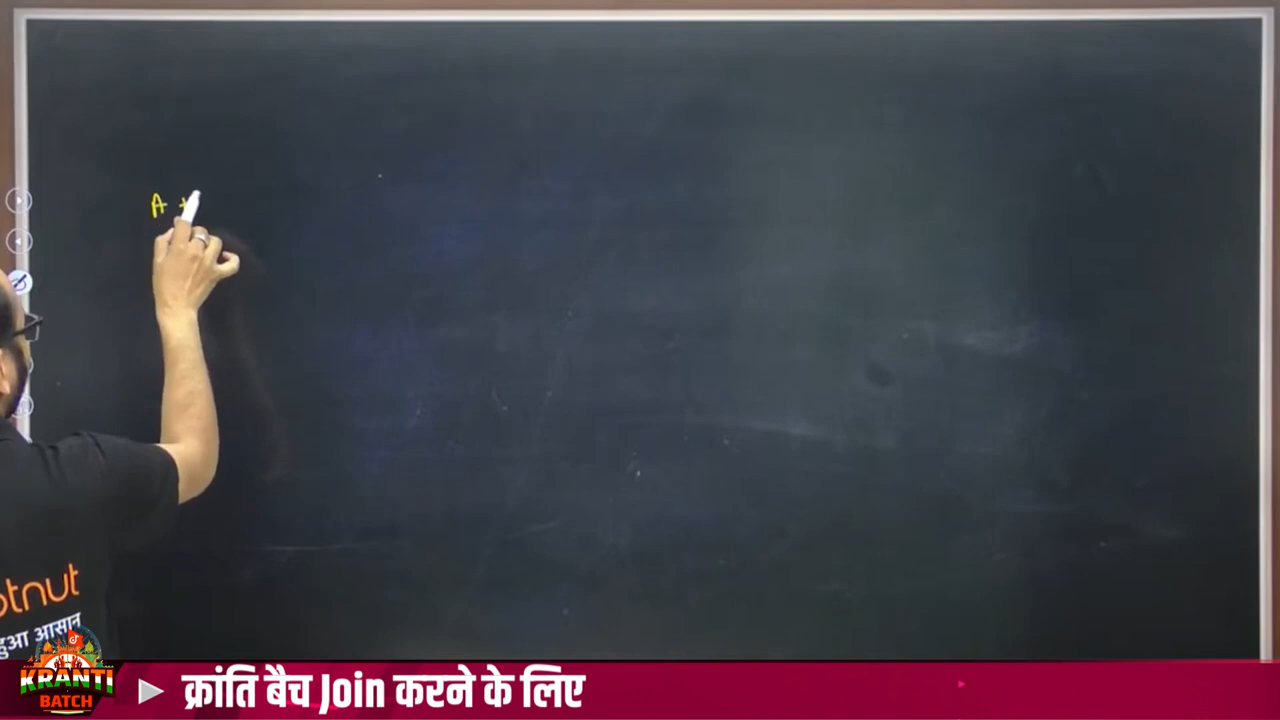 A +
otnut
हुआ आसान
KRANTI
BATCH
क्रांति बैच Join करने के लिए